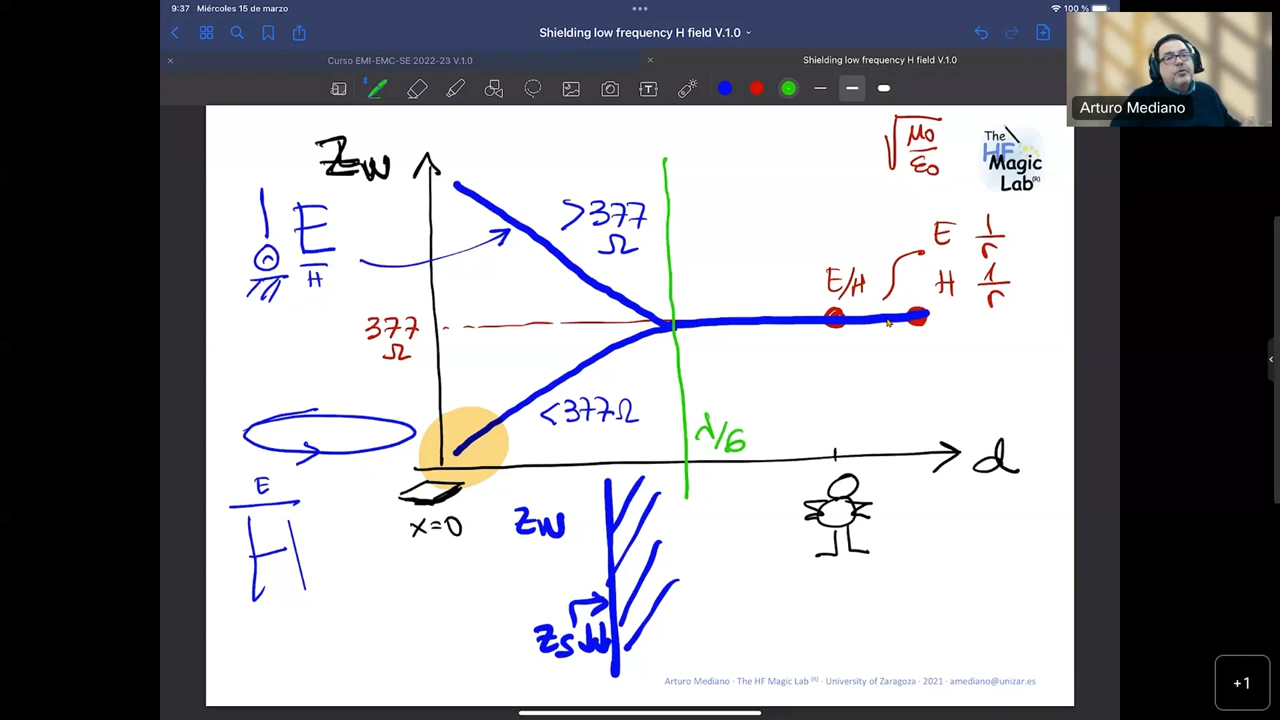 9:37 Miércoles 15 de marzo
100 %
Shielding low frequency H field V.1.0
Curso EMI-EMC-SE 2022-23 V.1.0
Shielding low frequency H field V.1.0
Arturo Mediano
Zw
√μ0/ε0
The
HF
Magic
Lab(R)
E/H
>377
Ω
E 1/r
E/H
H 1/r
377
Ω
<377Ω
λ/6
d
E/H
x=0
Zw
Zs
Arturo Mediano · The HF Magic Lab (R) · University of Zaragoza · 2021 · amediano@unizar.es
+1